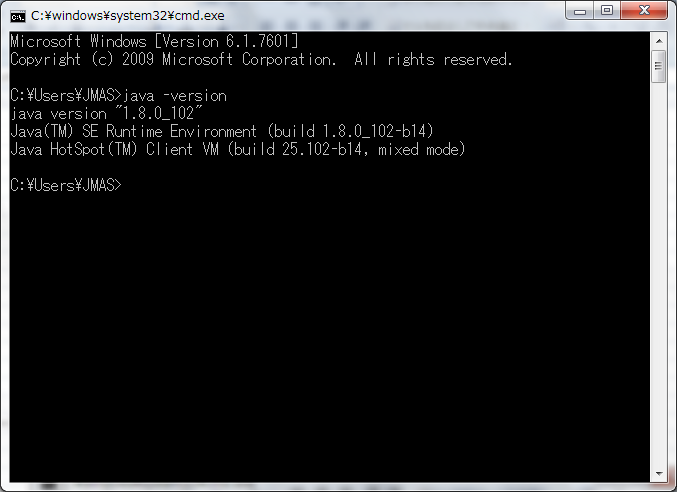 C:¥windows¥system32¥cmd.exe
Microsoft Windows [Version 6.1.7601]
Copyright (c) 2009 Microsoft Corporation.  All rights reserved.
C:¥Users¥JMAS>java -version
java version "1.8.0_102"
Java(TM) SE Runtime Environment (build 1.8.0_102-b14)
Java HotSpot(TM) Client VM (build 25.102-b14, mixed mode)
C:¥Users¥JMAS>